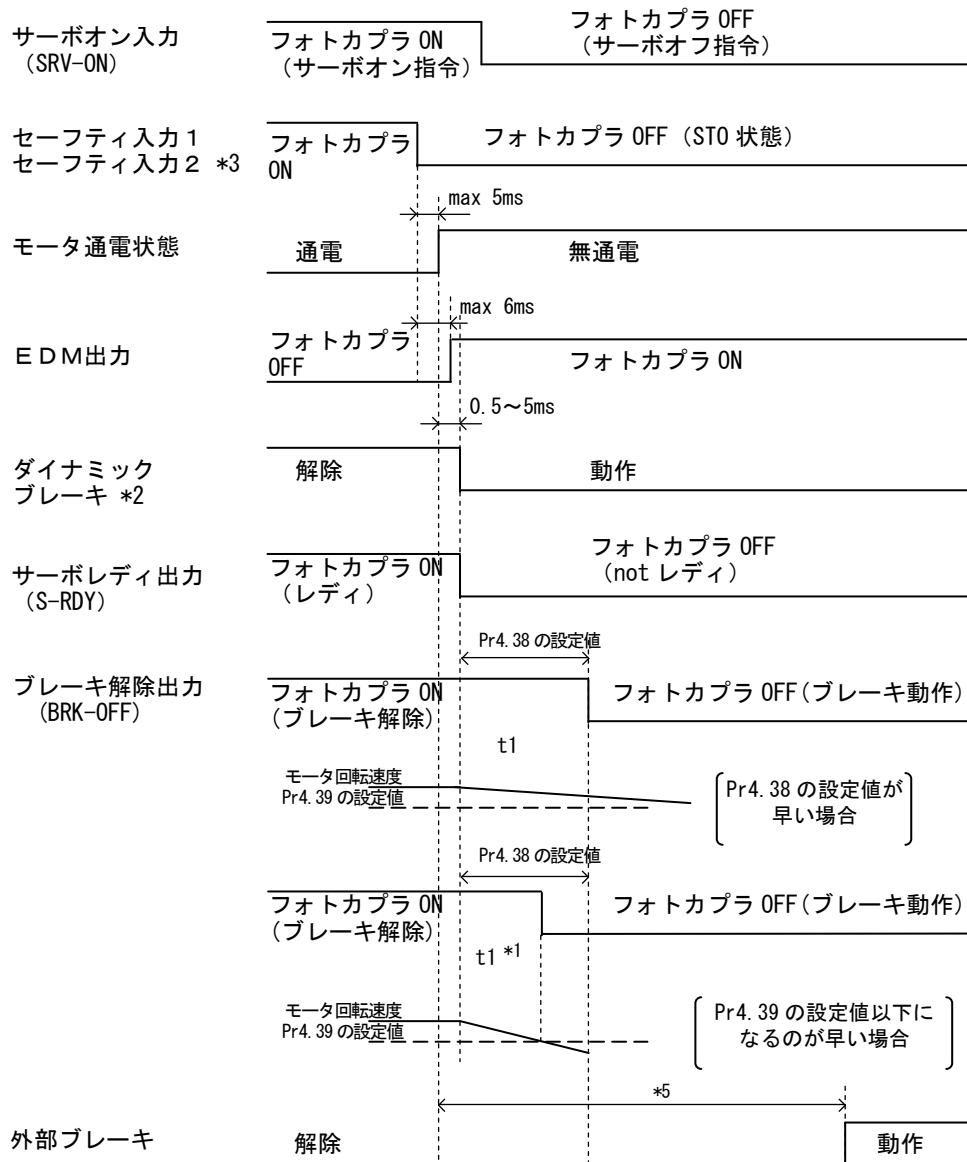 サーボオン入力
(SRV-ON)
フォトカプラ ON
(サーボオン指令)
フォトカプラ OFF
(サーボオフ指令)
セーフティ入力1
セーフティ入力2 *3
フォトカプラ
ON
フォトカプラ OFF (STO 状態)
max 5ms
モータ通電状態
通電
無通電
max 6ms
EDM出力
フォトカプラ
OFF
フォトカプラ ON
0.5~5ms
ダイナミック
ブレーキ *2
解除
動作
サーボレディ出力
(S-RDY)
フォトカプラ ON
(レディ)
フォトカプラ OFF
(not レディ)
Pr4.38 の設定値
ブレーキ解除出力
(BRK-OFF)
フォトカプラ ON
(ブレーキ解除)
フォトカプラ OFF(ブレーキ動作)
t1
モータ回転速度
Pr4.39 の設定値
Pr4.38 の設定値が
早い場合
Pr4.38 の設定値
フォトカプラ ON
(ブレーキ解除)
フォトカプラ OFF(ブレーキ動作)
t1 *1
モータ回転速度
Pr4.39 の設定値
Pr4.39 の設定値以下に
なるのが早い場合
*5
外部ブレーキ
解除
動作